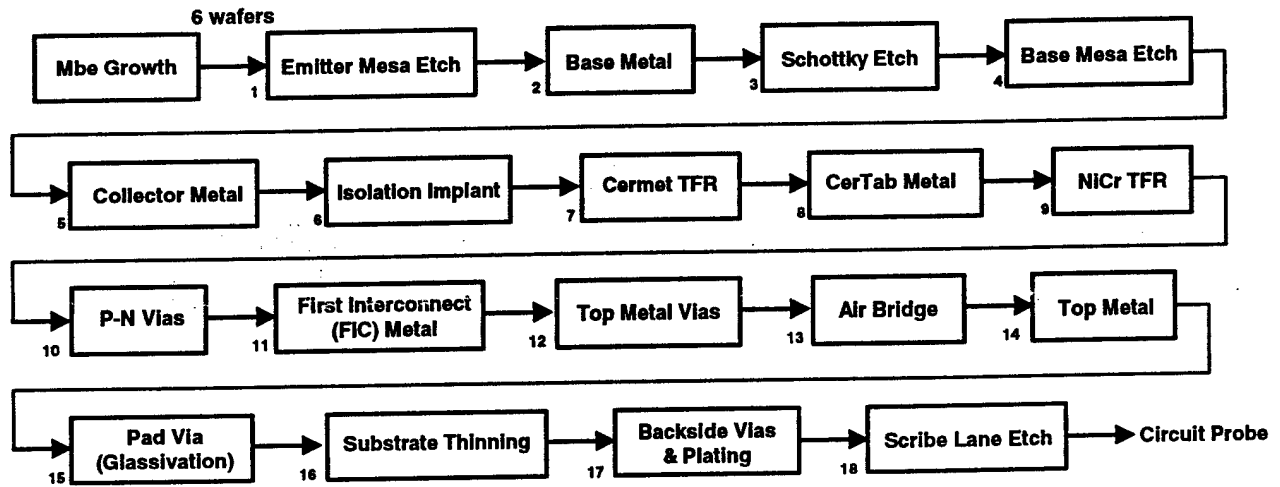 6 wafers
Mbe Growth
1
Emitter Mesa Etch
2
Base Metal
3
Schottky Etch
4
Base Mesa Etch
5
Collector Metal
6
Isolation Implant
7
Cermet TFR
8
CerTab Metal
9
NiCr TFR
10
P-N Vias
11
First Interconnect
(FIC) Metal
12
Top Metal Vias
13
Air Bridge
14
Top Metal
15
Pad Via
(Glassivation)
16
Substrate Thinning
17
Backside Vias
& Plating
18
Scribe Lane Etch
Circuit Probe